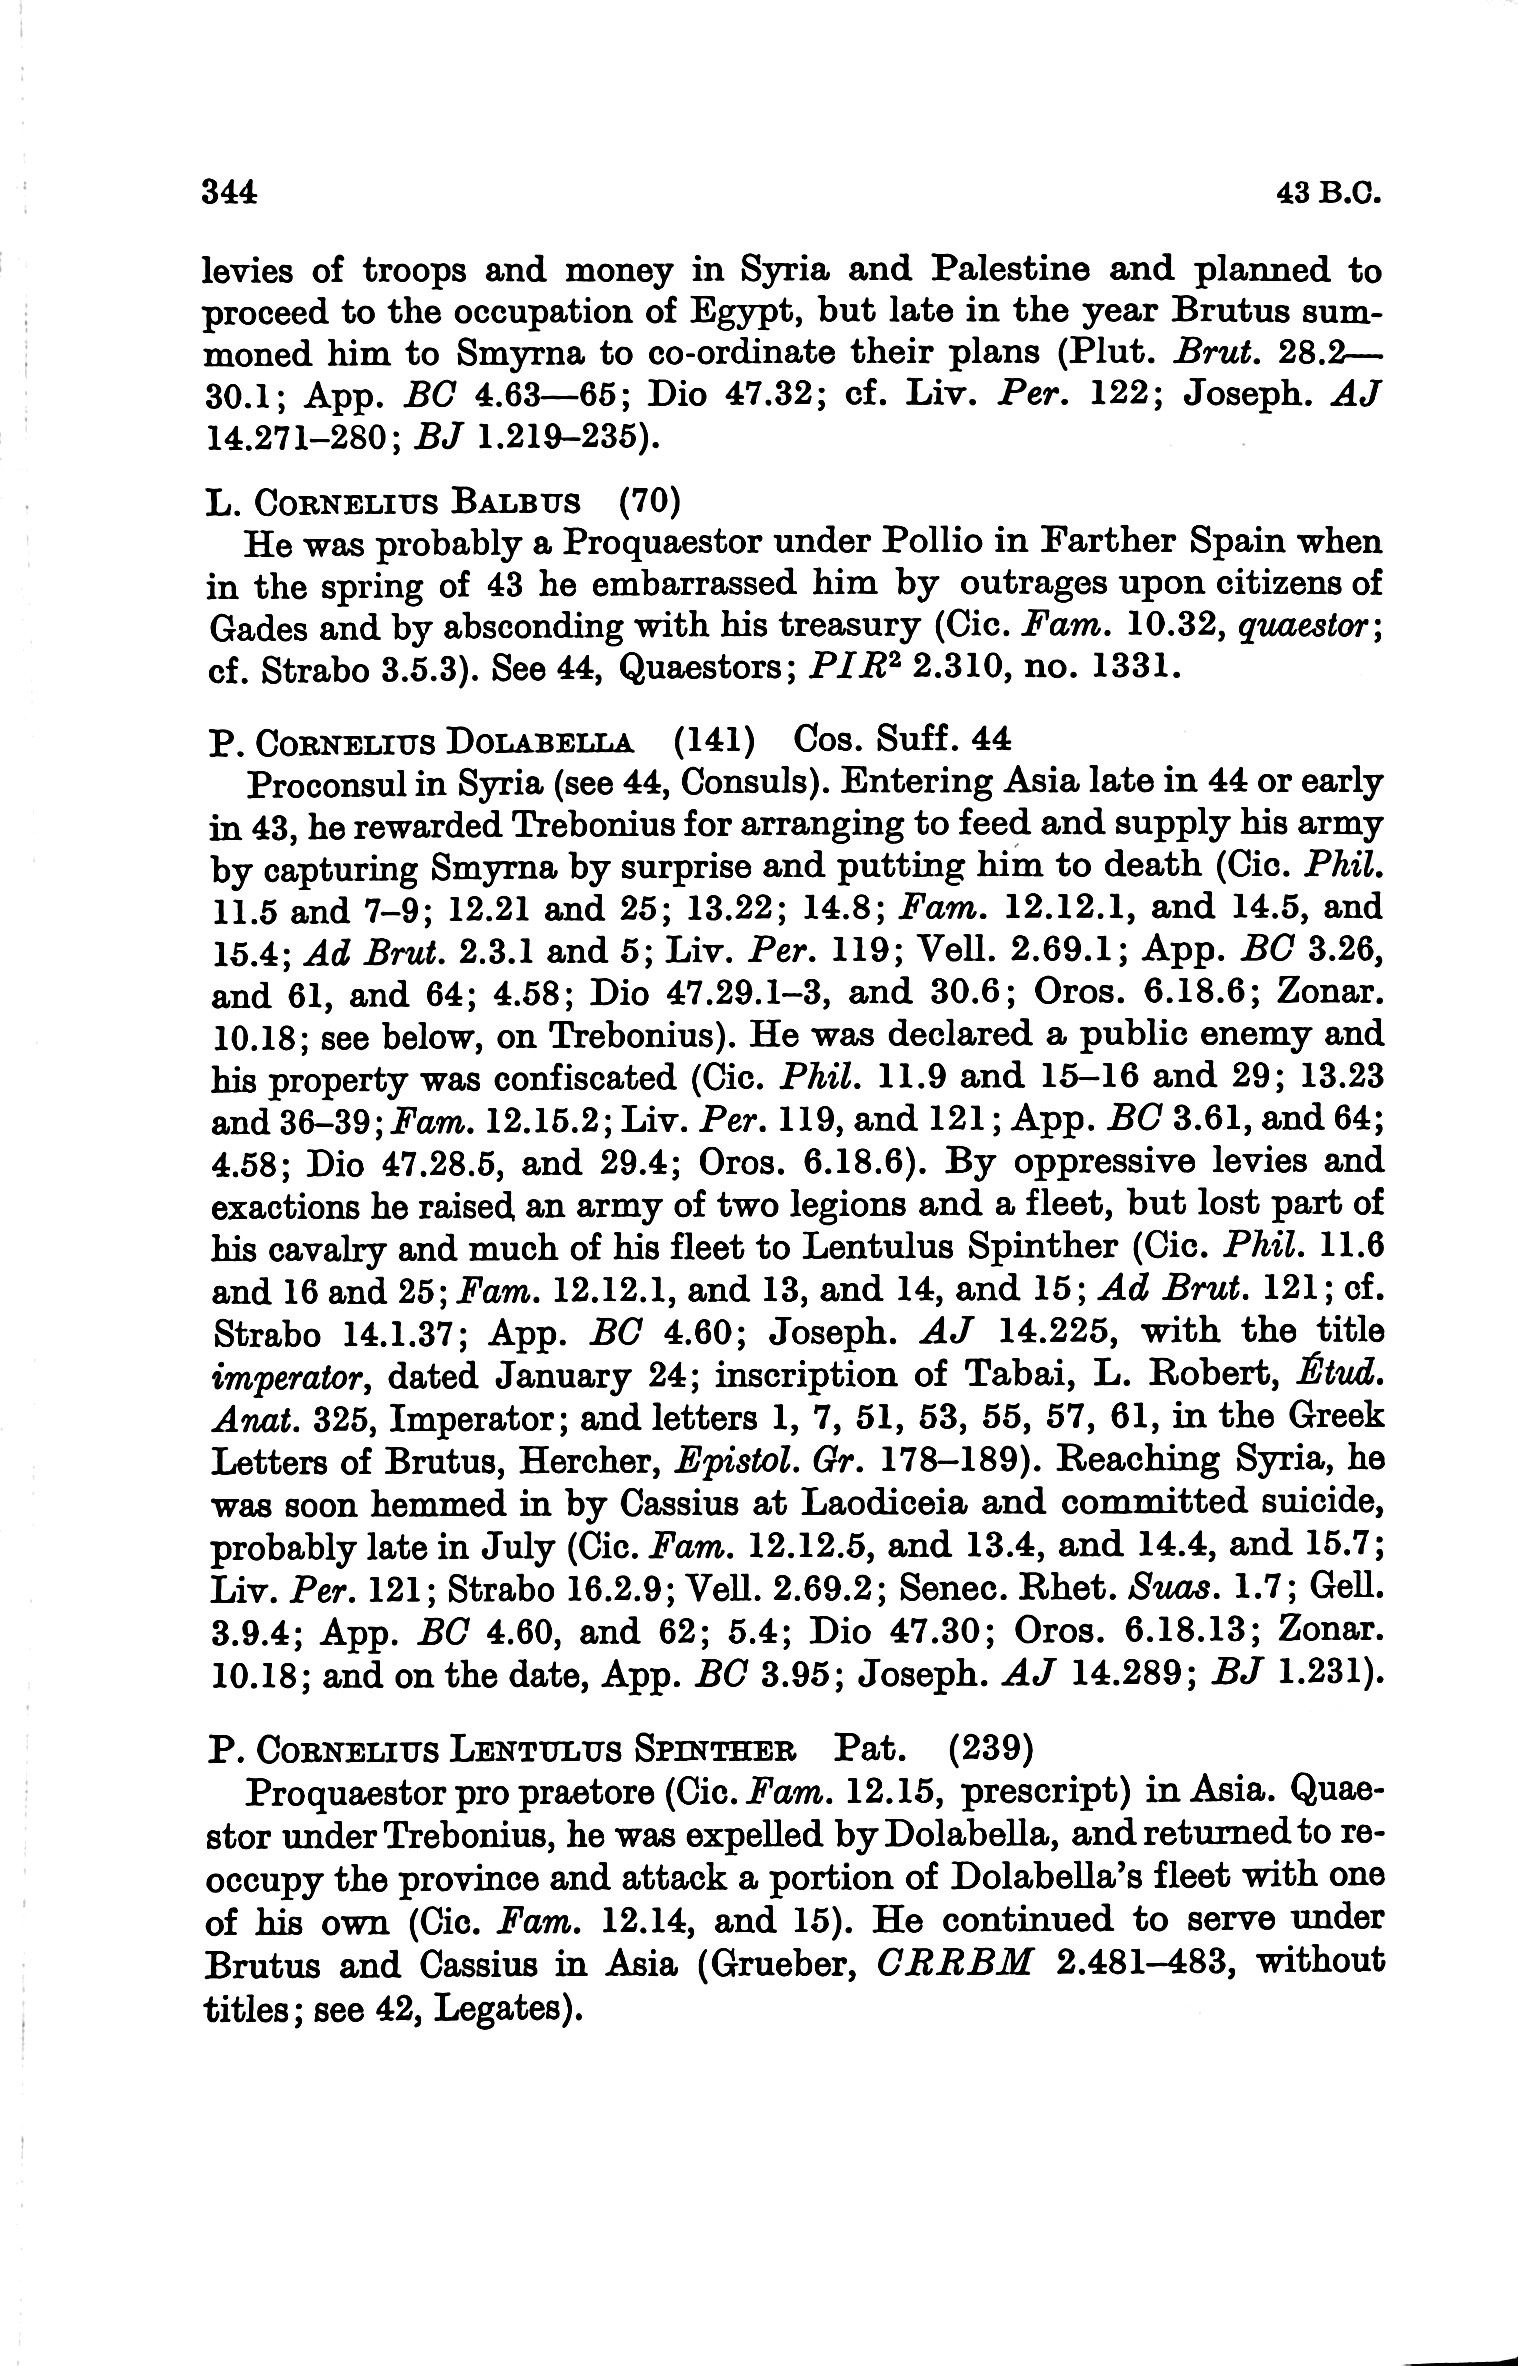 344 43 B.C.
levies of troops and money in Syria and Palestine and planned to
proceed to the occupation of Egypt, but late in the year Brutus sum-
moned him to Smyrna to co-ordinate their plans (Plut. Brut. 28.2—
30.1; App. BC 4.63—65; Dio 47.32; cf. Liv. Per. 122; Joseph. AJ
14.271–280; BJ 1.219–235).
L. CORNELIUS BALBUS (70)
He was probably a Proquaestor under Pollio in Farther Spain when
in the spring of 43 he embarrassed him by outrages upon citizens of
Gades and by absconding with his treasury (Cic. Fam. 10.32, quaestor;
cf. Strabo 3.5.3). See 44, Quaestors; PIR² 2.310, no. 1331.
P. CORNELIUS DOLABELLA (141) Cos. Suff. 44
Proconsul in Syria (see 44, Consuls). Entering Asia late in 44 or early
in 43, he rewarded Trebonius for arranging to feed and supply his army
by capturing Smyrna by surprise and putting him to death (Cic. Phil.
11.5 and 7–9; 12.21 and 25; 13.22; 14.8; Fam. 12.12.1, and 14.5, and
15.4; Ad Brut. 2.3.1 and 5; Liv. Per. 119; Vell. 2.69.1; App. BC 3.26,
and 61, and 64; 4.58; Dio 47.29.1–3, and 30.6; Oros. 6.18.6; Zonar.
10.18; see below, on Trebonius). He was declared a public enemy and
his property was confiscated (Cic. Phil. 11.9 and 15–16 and 29; 13.23
and 36–39; Fam. 12.15.2; Liv. Per. 119, and 121; App. BC 3.61, and 64;
4.58; Dio 47.28.5, and 29.4; Oros. 6.18.6). By oppressive levies and
exactions he raised an army of two legions and a fleet, but lost part of
his cavalry and much of his fleet to Lentulus Spinther (Cic. Phil. 11.6
and 16 and 25; Fam. 12.12.1, and 13, and 14, and 15; Ad Brut. 121; cf.
Strabo 14.1.37; App. BC 4.60; Joseph. AJ 14.225, with the title
imperator, dated January 24; inscription of Tabai, L. Robert, Étud.
Anat. 325, Imperator; and letters 1, 7, 51, 53, 55, 57, 61, in the Greek
Letters of Brutus, Hercher, Epistol. Gr. 178–189). Reaching Syria, he
was soon hemmed in by Cassius at Laodiceia and committed suicide,
probably late in July (Cic. Fam. 12.12.5, and 13.4, and 14.4, and 15.7;
Liv. Per. 121; Strabo 16.2.9; Vell. 2.69.2; Senec. Rhet. Suas. 1.7; Gell.
3.9.4; App. BC 4.60, and 62; 5.4; Dio 47.30; Oros. 6.18.13; Zonar.
10.18; and on the date, App. BC 3.95; Joseph. AJ 14.289; BJ 1.231).
P. CORNELIUS LENTULUS SPINTHER Pat. (239)
Proquaestor pro praetore (Cic. Fam. 12.15, prescript) in Asia. Quae-
stor under Trebonius, he was expelled by Dolabella, and returned to re-
occupy the province and attack a portion of Dolabella's fleet with one
of his own (Cic. Fam. 12.14, and 15). He continued to serve under
Brutus and Cassius in Asia (Grueber, CRRBM 2.481–483, without
titles; see 42, Legates).